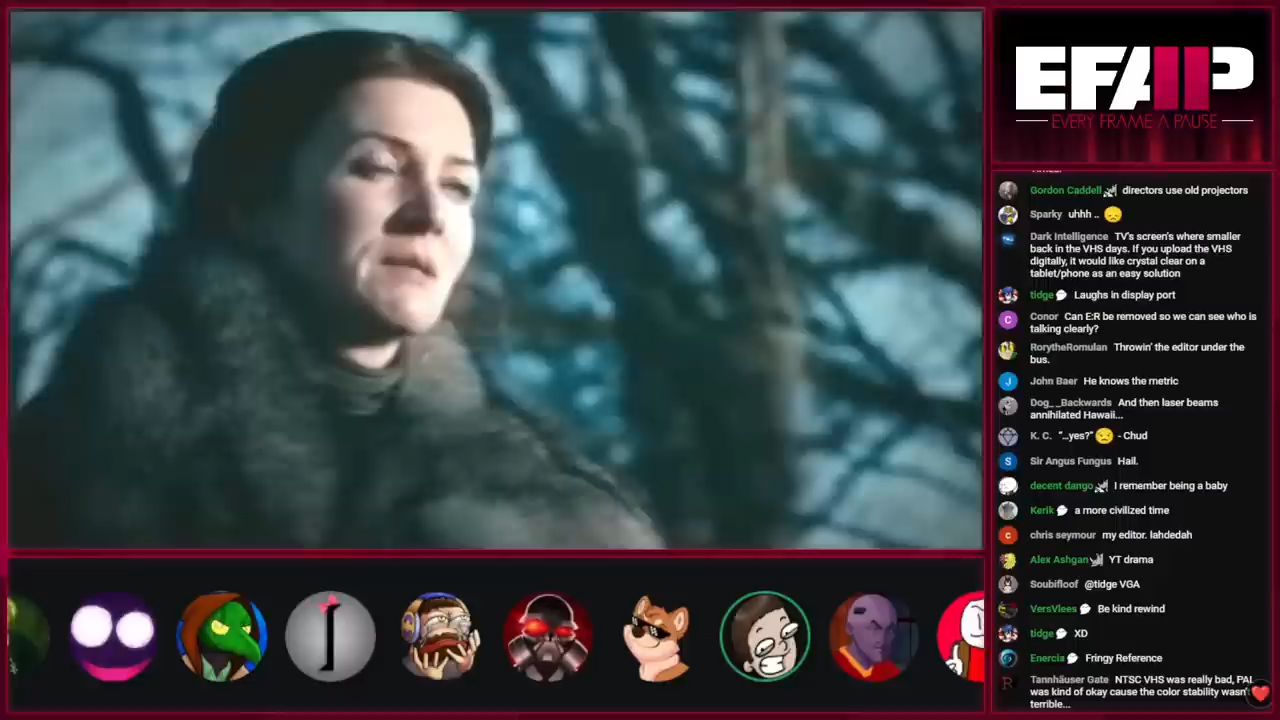 EFAP
EVERY FRAME A PAUSE
Gordon Caddell directors use old projectors
Sparky uhhh ..
Dark Intelligence TV's screen's where smaller
back in the VHS days. If you upload the VHS
digitally, it would like crystal clear on a
tablet/phone as an easy solution
tidge Laughs in display port
C Conor Can E:R be removed so we can see who is
talking clearly?
RorytheRomulan Throwin' the editor under the
bus.
J John Baer He knows the metric
Dog__Backwards And then laser beams
annihilated Hawaii...
K. C. "...yes?" - Chud
S Sir Angus Fungus Hail.
decent dango I remember being a baby
Kerik a more civilized time
c chris seymour my editor. lahdedah
Alex Ashgan YT drama
Soubifloof @tidge VGA
VersVlees Be kind rewind
tidge XD
Enercia Fringy Reference
R Tannhäuser Gate NTSC VHS was really bad, PAL
was kind of okay cause the color stability wasn't
terrible...